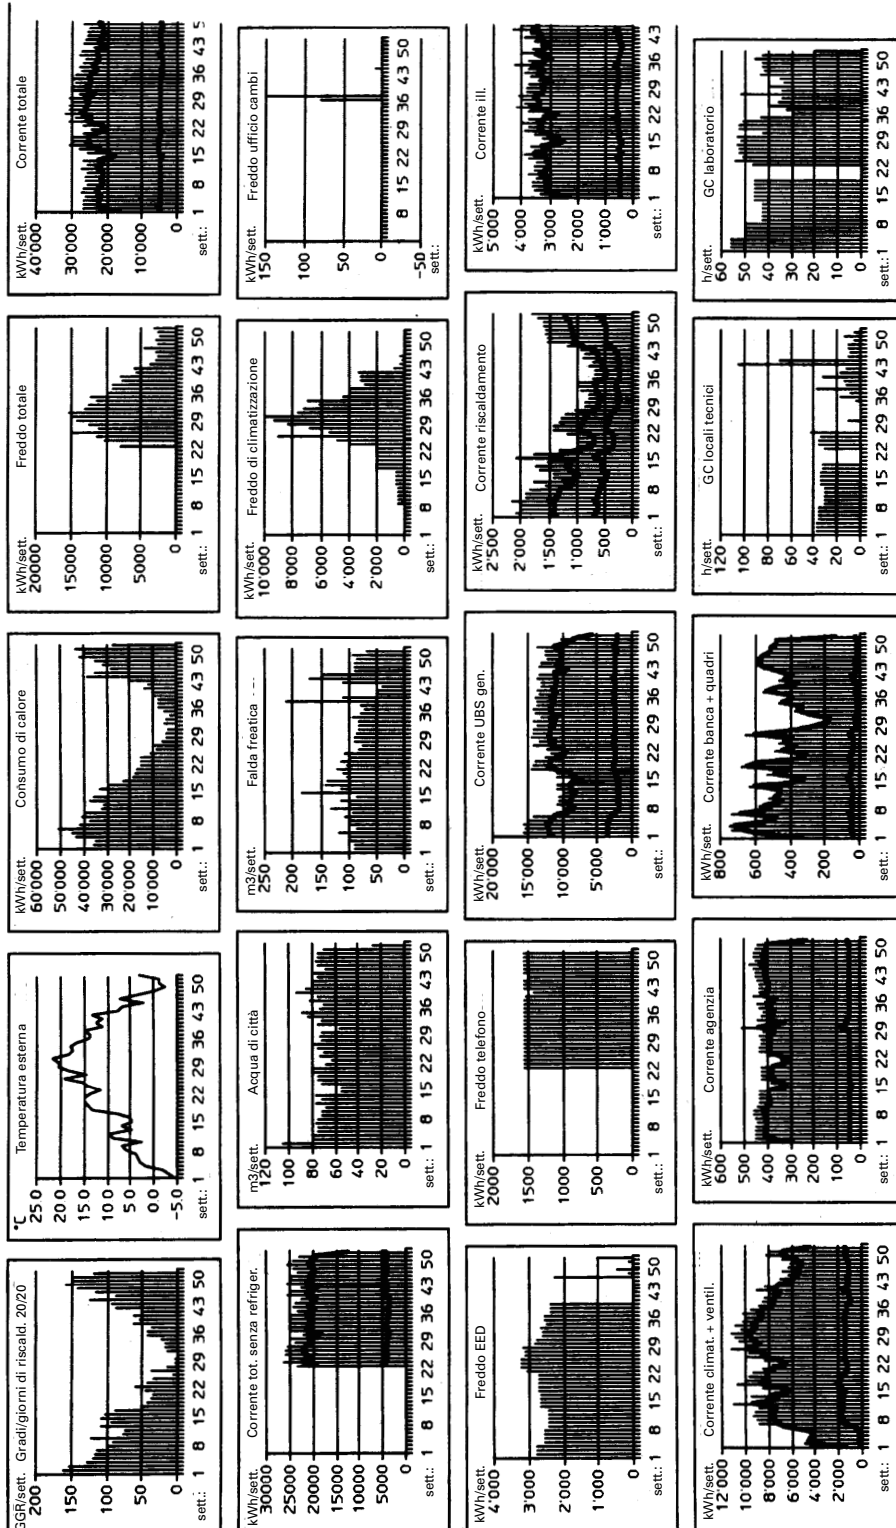 GGR/sett. Gradi/giorni di riscald. 20/20
200
150
100
50
0
sett.: 1 8 15 22 29 36 43 50
°C Temperatura esterna
25.0
20.0
15.0
10.0
5.0
0.0
-5.0
sett.: 1 8 15 22 29 36 43 50
kWh/sett. Consumo di calore
60'000
50'000
40'000
30'000
20'000
10'000
0
sett.: 1 8 15 22 29 36 43 50
kWh/sett. Freddo totale
20000
15000
10000
5000
0
sett.: 1 8 15 22 29 36 43 50
kWh/sett. Corrente totale
40'000
30'000
20'000
10'000
0
sett.: 1 8 15 22 29 36 43 5
kWh/sett. Corrente tot. senza refriger.
30000
25000
20000
15000
10000
5000
0
sett.: 1 8 15 22 29 36 43 50
m3/sett. Acqua di città
120
100
80
60
40
20
0
sett.: 1 8 15 22 29 36 43 50
m3/sett. Falda freatica
250
200
150
100
50
0
sett.: 1 8 15 22 29 36 43 50
kWh/sett. Freddo di climatizzazione
10'000
8'000
6'000
4'000
2'000
0
sett.: 1 8 15 22 29 36 43 50
kWh/sett. Freddo ufficio cambi
150
100
50
0
-50
8 15 22 29 36 43 50
sett.:
kWh/sett. Freddo EED
4'000
3'000
2'000
1'000
0
sett.: 1 8 15 22 29 36 43 50
kWh/sett. Freddo telefono
2000
1500
1000
500
0
sett.: 1 8 15 22 29 36 43 50
kWh/sett. Corrente UBS gen.
20'000
15'000
10'000
5'000
0
sett.: 1 8 15 22 29 36 43 50
kWh/sett. Corrente riscaldamento
2'500
2'000
1'500
1'000
500
0
sett.: 1 8 15 22 29 36 43 50
kWh/sett. Corrente ill.
5'000
4'000
3'000
2'000
1'000
0
sett.: 1 8 15 22 29 36 43
kWh/sett. Corrente climat. + ventil.
12'000
10'000
8'000
6'000
4'000
2'000
0
sett.: 1 8 15 22 29 36 43 50
kWh/sett. Corrente agenzia
600
500
400
300
200
100
0
sett.: 1 8 15 22 29 36 43 50
kWh/sett. Corrente banca + quadri
800
600
400
200
0
sett.: 1 8 15 22 29 36 43 50
h/sett. GC locali tecnici
120
100
80
60
40
20
0
sett.: 1 8 15 22 29 36 43 50
h/sett. GC laboratorio
60
50
40
30
20
10
0
sett.: 1 8 15 22 29 36 43 50